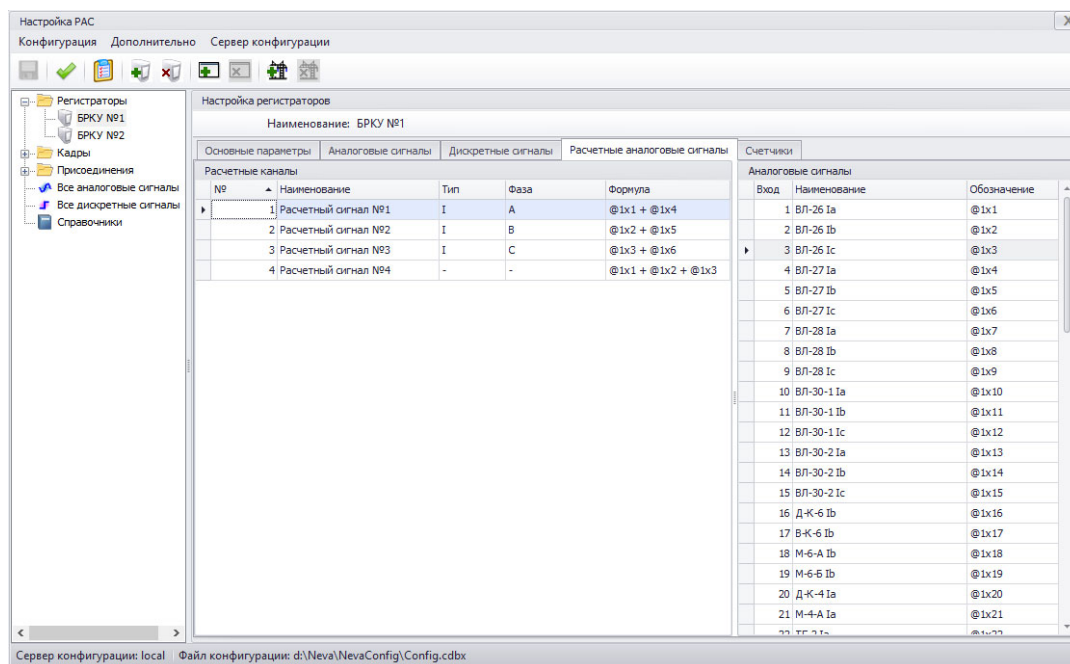 Настройка РАС
Конфигурация Дополнительно Сервер конфигурации
Регистраторы
БРКУ №1
БРКУ №2
Кадры
Присоединения
Все аналоговые сигналы
Все дискретные сигналы
Справочники
Настройка регистраторов
Наименование: БРКУ №1
Основные параметры Аналоговые сигналы Дискретные сигналы Расчетные аналоговые сигналы Счетчики
Расчетные каналы
№ Наименование Тип Фаза Формула
1 Расчетный сигнал №1 I A @1x1 + @1x4
2 Расчетный сигнал №2 I B @1x2 + @1x5
3 Расчетный сигнал №3 I C @1x3 + @1x6
4 Расчетный сигнал №4 - - @1x1 + @1x2 + @1x3
Аналоговые сигналы
Вход Наименование Обозначение
1 ВЛ-26 Ia @1x1
2 ВЛ-26 Ib @1x2
3 ВЛ-26 Ic @1x3
4 ВЛ-27 Ia @1x4
5 ВЛ-27 Ib @1x5
6 ВЛ-27 Ic @1x6
7 ВЛ-28 Ia @1x7
8 ВЛ-28 Ib @1x8
9 ВЛ-28 Ic @1x9
10 ВЛ-30-1 Ia @1x10
11 ВЛ-30-1 Ib @1x11
12 ВЛ-30-1 Ic @1x12
13 ВЛ-30-2 Ia @1x13
14 ВЛ-30-2 Ib @1x14
15 ВЛ-30-2 Ic @1x15
16 Д-К-6 Ib @1x16
17 В-К-6 Ib @1x17
18 М-6-А Ib @1x18
19 М-6-Б Ib @1x19
20 Д-К-4 Ia @1x20
21 М-4-А Ia @1x21
Сервер конфигурации: local Файл конфигурации: d:\Neva\NevaConfig\Config.cdbx